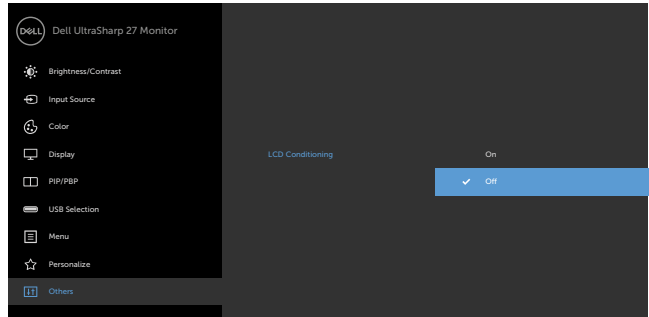 DELL Dell UltraSharp 27 Monitor
Brightness/Contrast
Input Source
Color
Display
LCD Conditioning
On
PIP/PBP
Off
USB Selection
Menu
Personalize
Others